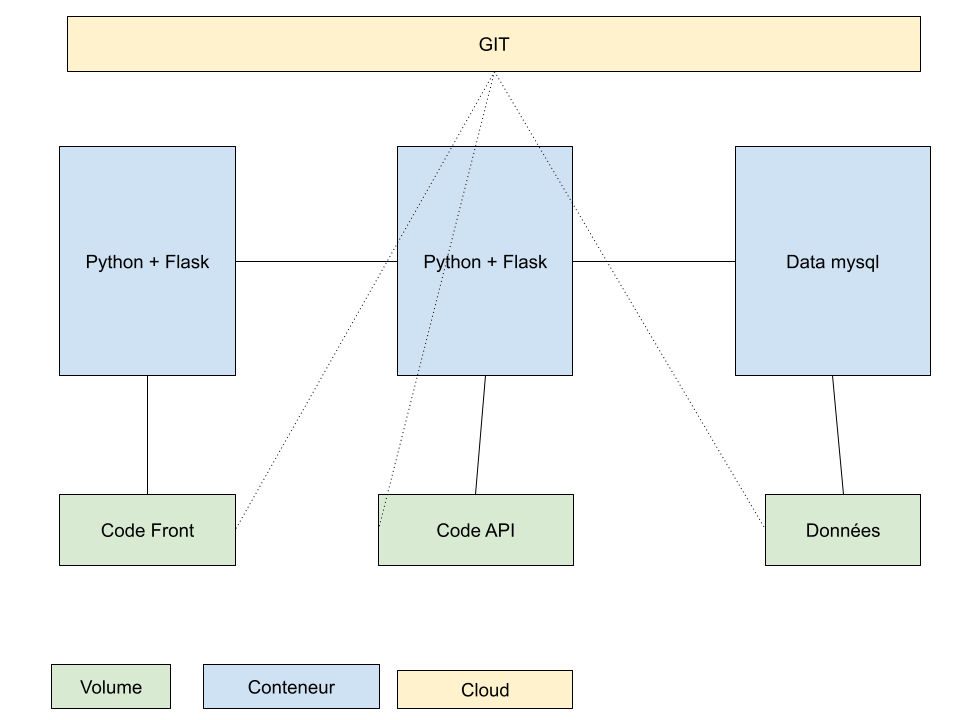 GIT
Python + Flask
Python + Flask
Data mysql
Code Front
Code API
Données
Volume
Conteneur
Cloud